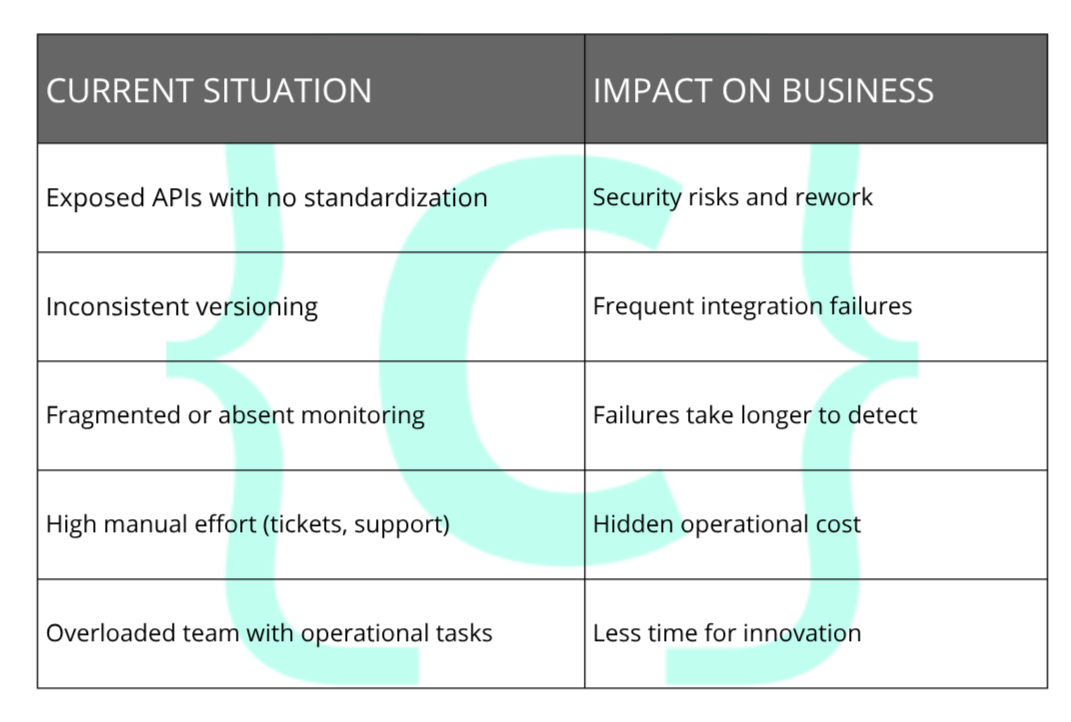 CURRENT SITUATION
IMPACT ON BUSINESS
Exposed APIs with no standardization
Security risks and rework
Inconsistent versioning
Frequent integration failures
Fragmented or absent monitoring
Failures take longer to detect
High manual effort (tickets, support)
Hidden operational cost
Overloaded team with operational tasks
Less time for innovation
{C}